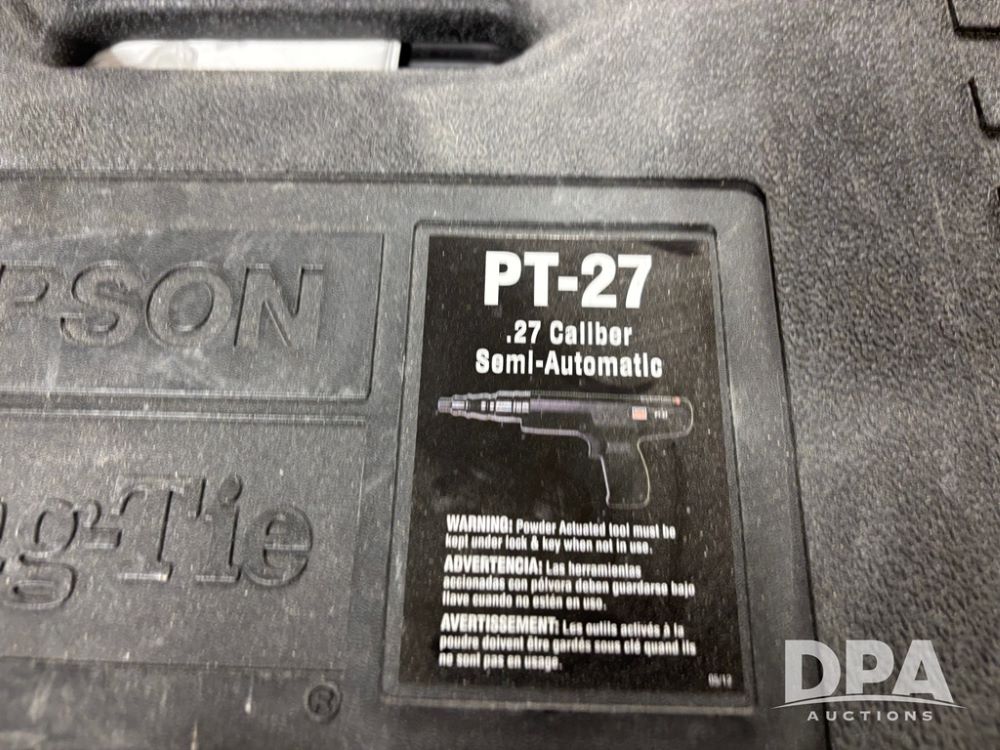 PSON
g-Tie
®
PT-27
.27 Caliber
Semi-Automatic
WARNING: Powder Actuated tool must be
kept under lock & key when not in use.
ADVERTENCIA: Las herramientas
accionadas con pólvora deben guardarse bajo
llave cuando no estén en uso.
AVERTISSEMENT: Les outils activés à la
poudre doivent être gardés sous clé quand ils
ne sont pas en usage.
DPA
AUCTIONS